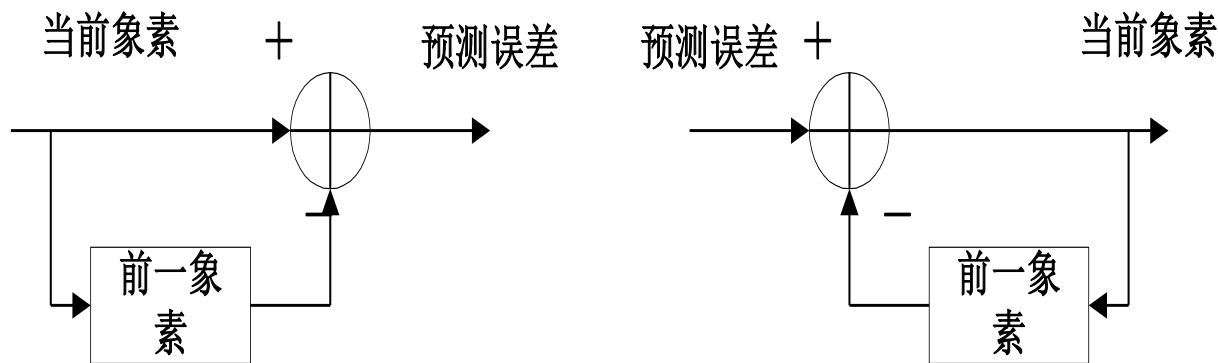 当前象素 + 预测误差 预测误差 + 当前象素
− −
前一象素 前一象素